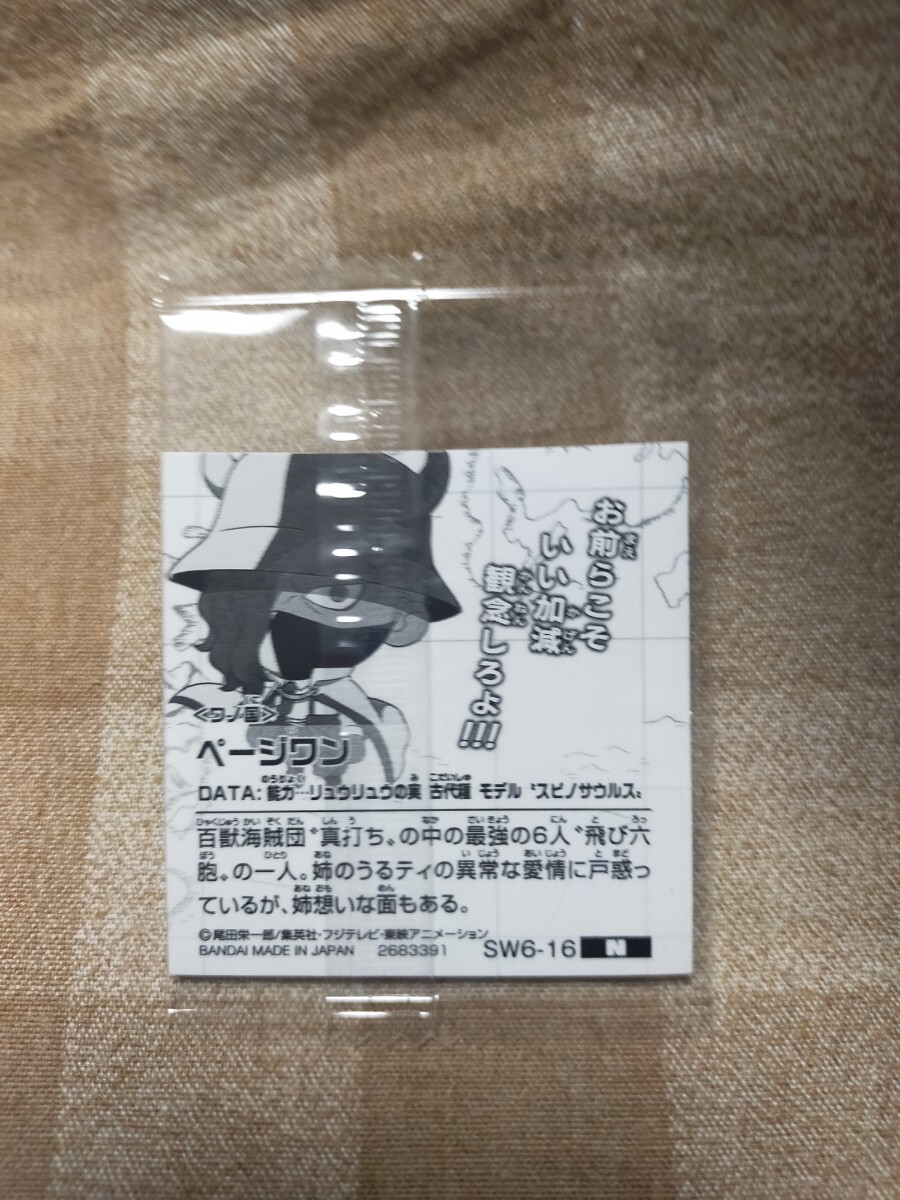 お前らこそ
いい加減
観念しろよ!!!
<ワノ国>
ページワン
DATA: 能力…リュウリュウの実 古代種 モデル〝スピノサウルス〟
百獣海賊団〝真打ち〟の中の最強の6人〝飛び六
胞〟の一人。姉のうるティの異常な愛情に戸惑っ
ているが、姉想いな面もある。
©尾田栄一郎/集英社・フジテレビ・東映アニメーション
BANDAI MADE IN JAPAN 2683391 SW6-16 N